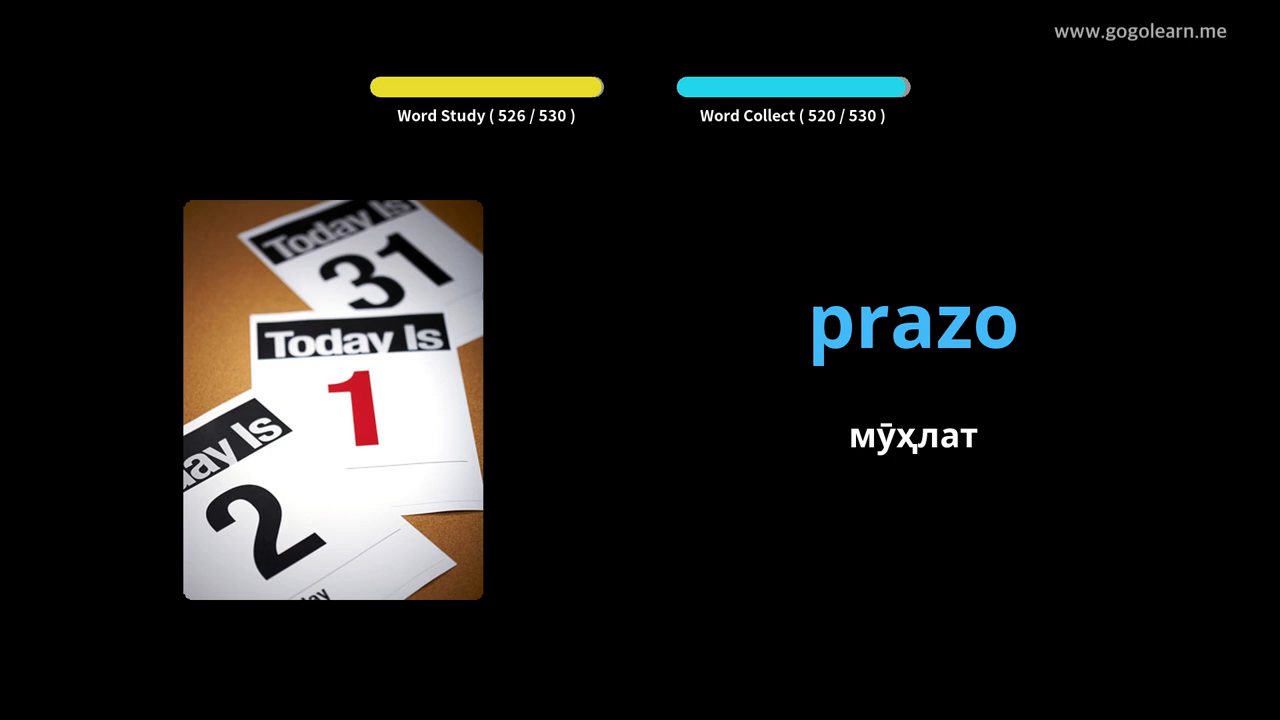 www.gogolearn.me
Word Study ( 526 / 530 )
Word Collect ( 520 / 530 )
Today Is
31
Today Is
1
ay Is
2
ay
prazo
мӯҳлат